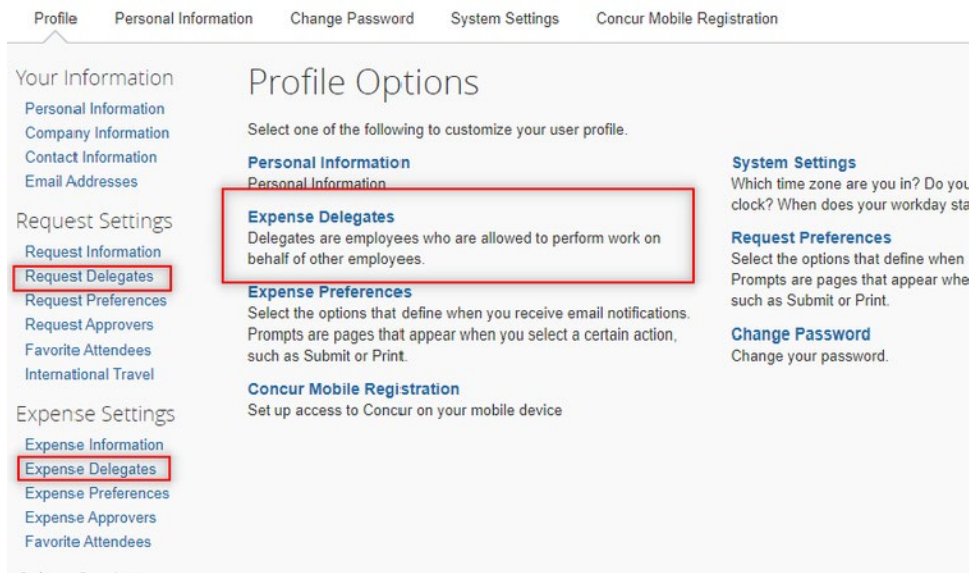 Profile Personal Information Change Password System Settings Concur Mobile Registration
Your Information
Personal Information
Company Information
Contact Information
Email Addresses
Request Settings
Request Information
Request Delegates
Request Preferences
Request Approvers
Favorite Attendees
International Travel
Expense Settings
Expense Information
Expense Delegates
Expense Preferences
Expense Approvers
Favorite Attendees
Profile Options
Select one of the following to customize your user profile.
Personal Information
Personal Information
Expense Delegates
Delegates are employees who are allowed to perform work on
behalf of other employees.
Expense Preferences
Select the options that define when you receive email notifications.
Prompts are pages that appear when you select a certain action,
such as Submit or Print.
Concur Mobile Registration
Set up access to Concur on your mobile device
System Settings
Which time zone are you in? Do you
clock? When does your workday sta
Request Preferences
Select the options that define when
Prompts are pages that appear whe
such as Submit or Print.
Change Password
Change your password.